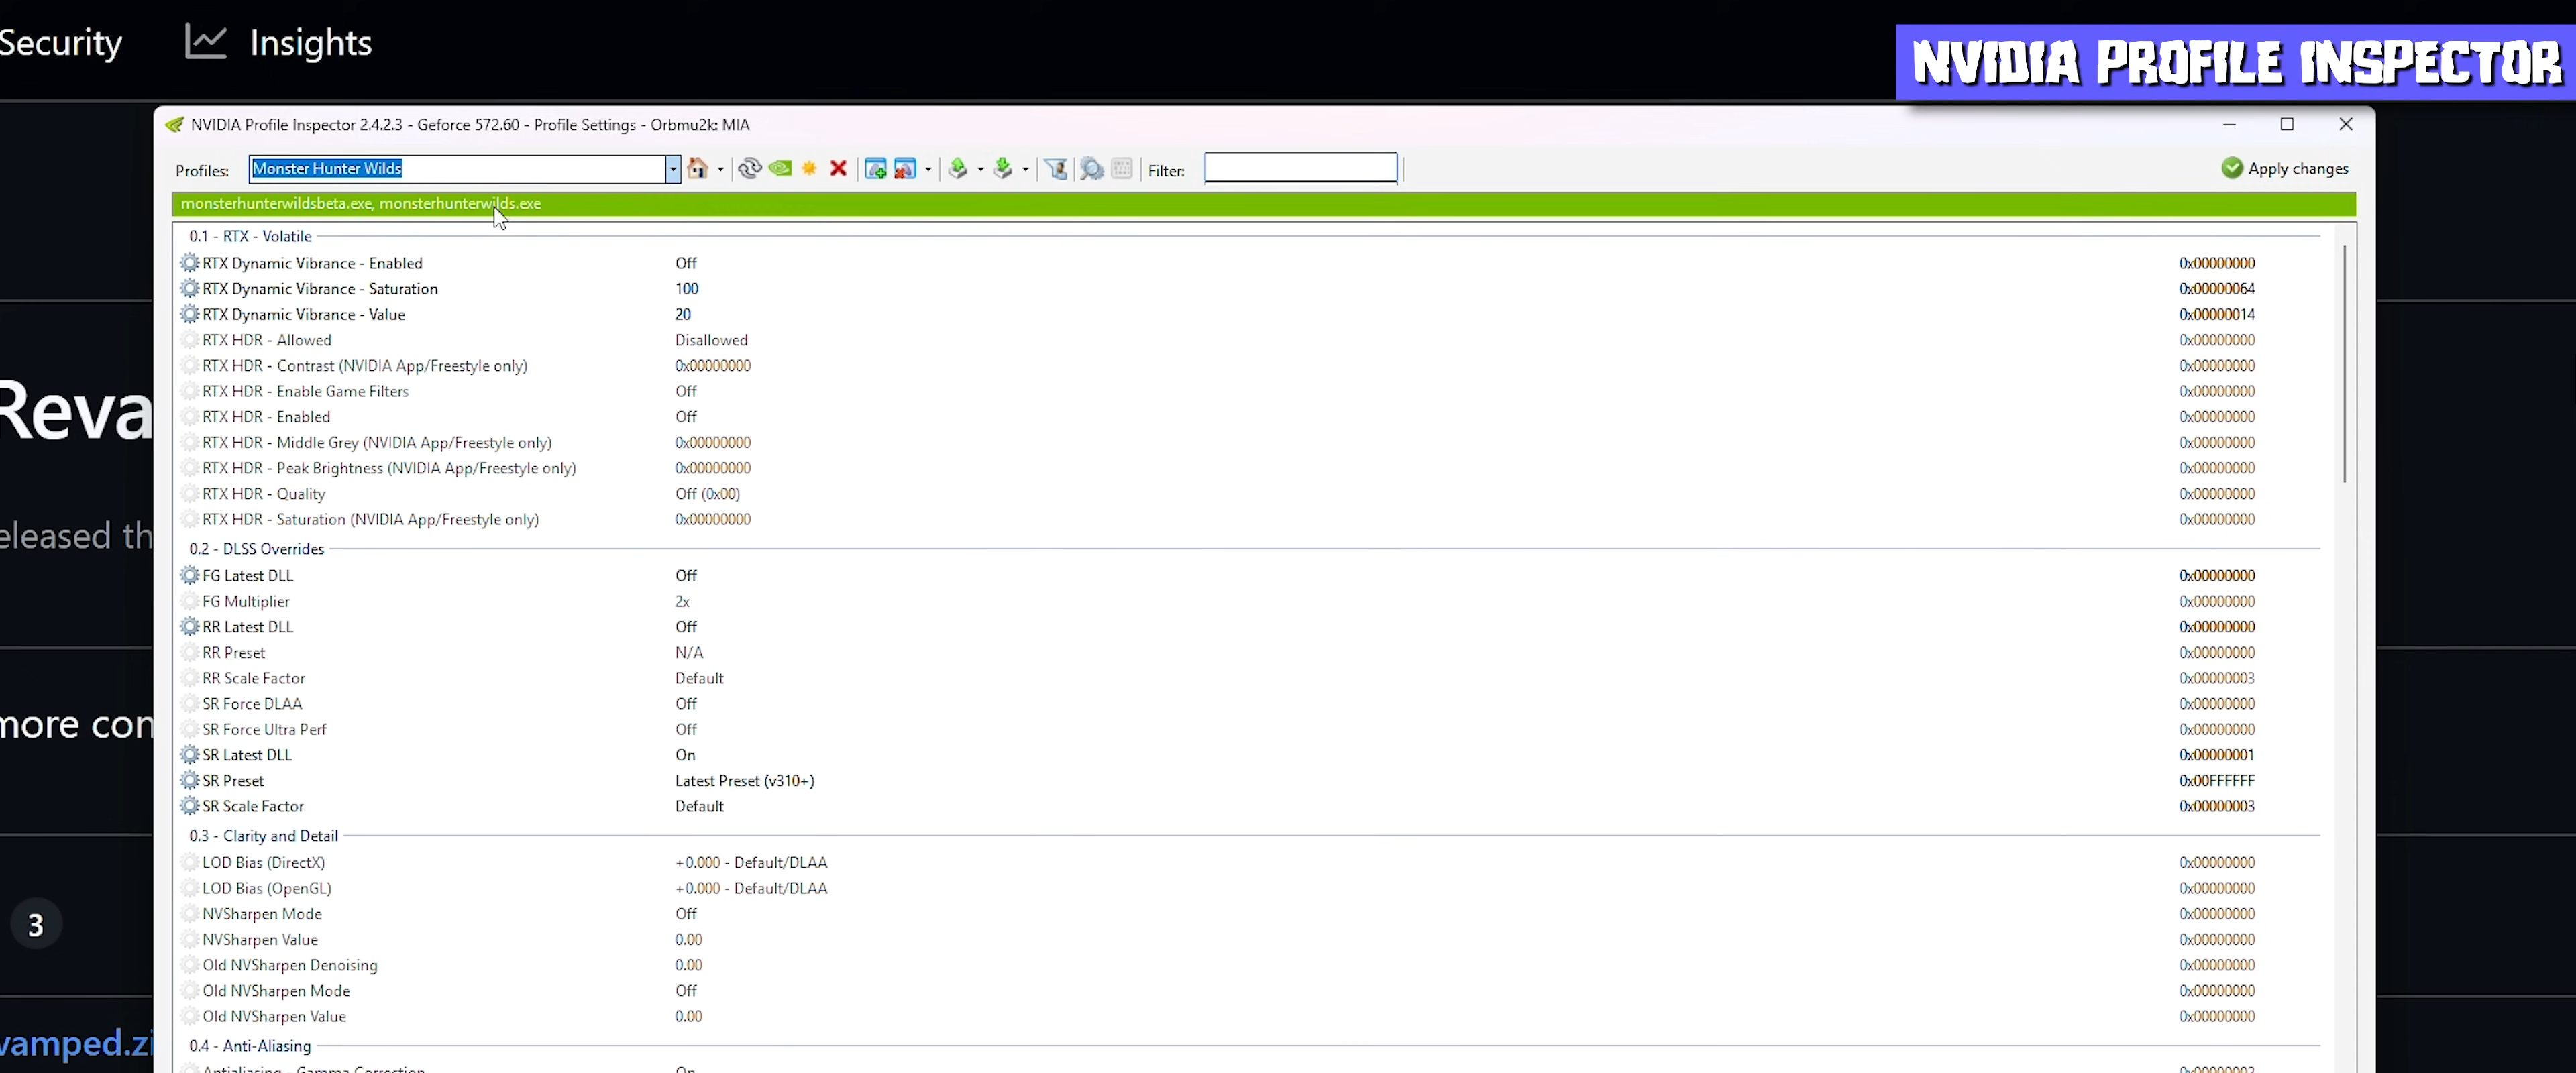 Security Insights
NVIDIA PROFILE INSPECTOR
NVIDIA Profile Inspector 2.4.2.3 - Geforce 572.60 - Profile Settings - Orbmu2k: MIA
Profiles: Monster Hunter Wilds Filter: Apply changes
monsterhunterwildsbeta.exe, monsterhunterwilds.exe
0.1 - RTX - Volatile
RTX Dynamic Vibrance - Enabled Off 0x00000000
RTX Dynamic Vibrance - Saturation 100 0x00000064
RTX Dynamic Vibrance - Value 20 0x00000014
RTX HDR - Allowed Disallowed 0x00000000
RTX HDR - Contrast (NVIDIA App/Freestyle only) 0x00000000 0x00000000
RTX HDR - Enable Game Filters Off 0x00000000
RTX HDR - Enabled Off 0x00000000
RTX HDR - Middle Grey (NVIDIA App/Freestyle only) 0x00000000 0x00000000
RTX HDR - Peak Brightness (NVIDIA App/Freestyle only) 0x00000000 0x00000000
RTX HDR - Quality Off (0x00) 0x00000000
RTX HDR - Saturation (NVIDIA App/Freestyle only) 0x00000000 0x00000000
0.2 - DLSS Overrides
FG Latest DLL Off 0x00000000
FG Multiplier 2x 0x00000000
RR Latest DLL Off 0x00000000
RR Preset N/A 0x00000000
RR Scale Factor Default 0x00000003
SR Force DLAA Off 0x00000000
SR Force Ultra Perf Off 0x00000000
SR Latest DLL On 0x00000001
SR Preset Latest Preset (v310+) 0x00FFFFFF
SR Scale Factor Default 0x00000003
0.3 - Clarity and Detail
LOD Bias (DirectX) +0.000 - Default/DLAA 0x00000000
LOD Bias (OpenGL) +0.000 - Default/DLAA 0x00000000
NVSharpen Mode Off 0x00000000
NVSharpen Value 0.00 0x00000000
Old NVSharpen Denoising 0.00 0x00000000
Old NVSharpen Mode Off 0x00000000
Old NVSharpen Value 0.00 0x00000000
0.4 - Anti-Aliasing
Antialiasing - Gamma Correction On
Reva
eleased th
more con
3
vamped.zi